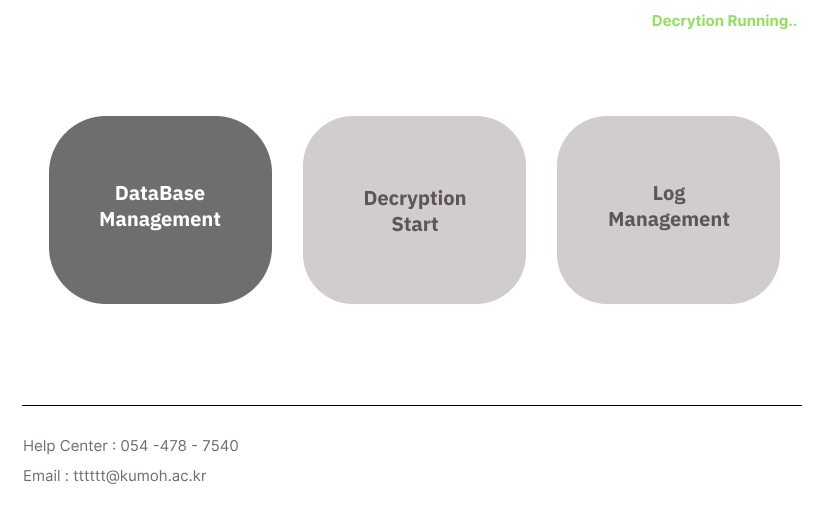 Decrytion Running..
DataBase
Management
Decryption
Start
Log
Management
Help Center : 054 -478 - 7540
Email : tttttt@kumoh.ac.kr